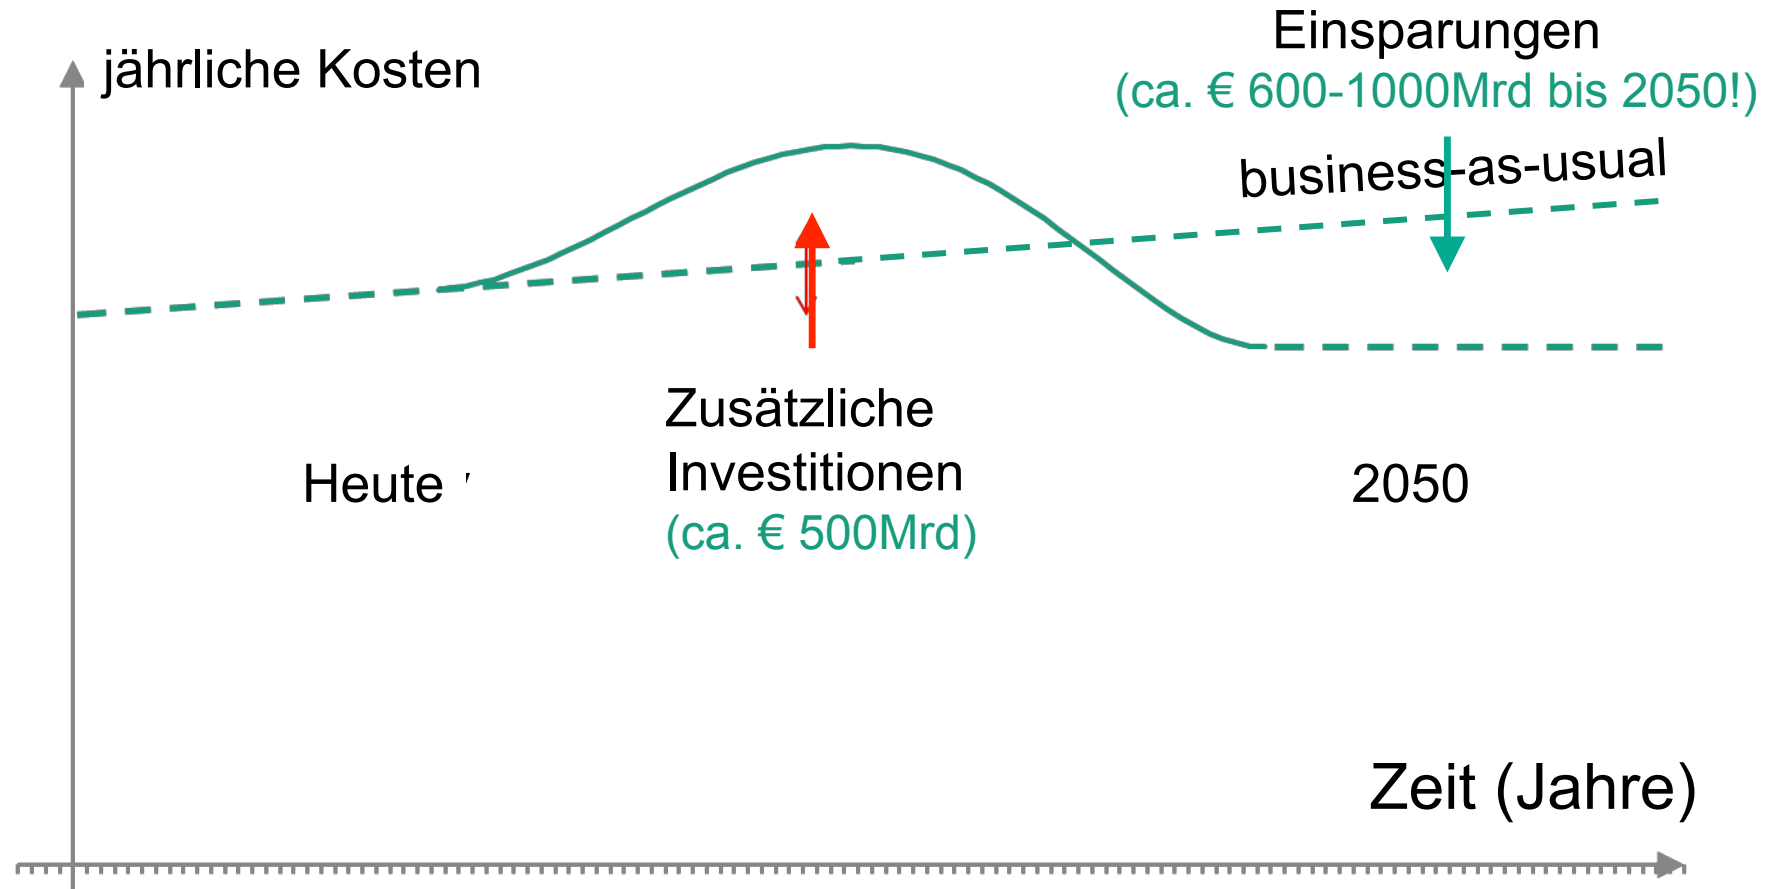 Einsparungen
jährliche Kosten
(ca. € 600-1000Mrd bis 2050!)
business-as-usual
Zusätzliche
Investitionen
(ca. € 500Mrd)
Heute
2050
Zeit (Jahre)